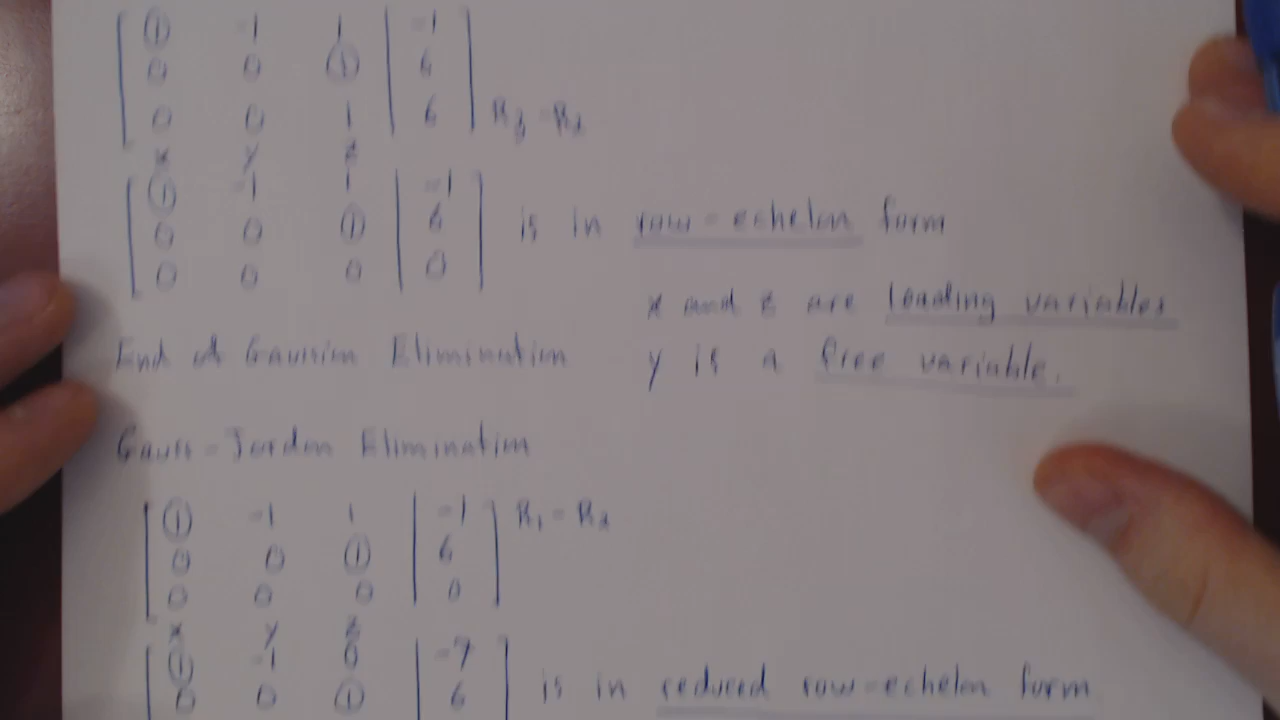 1 -1 1 -1
0 0 1 6
0 0 1 6 R3 - R2
x y z
1 -1 1 -1
0 0 1 6 is in row-echelon form
0 0 0 0
x and z are leading variables
End of Gaussian Elimination y is a free variable.
Gauss-Jordan Elimination
1 -1 1 -1 R1 - R2
0 0 1 6
0 0 0 0
x y z
1 -1 0 -7
0 0 1 6 is in reduced row-echelon form